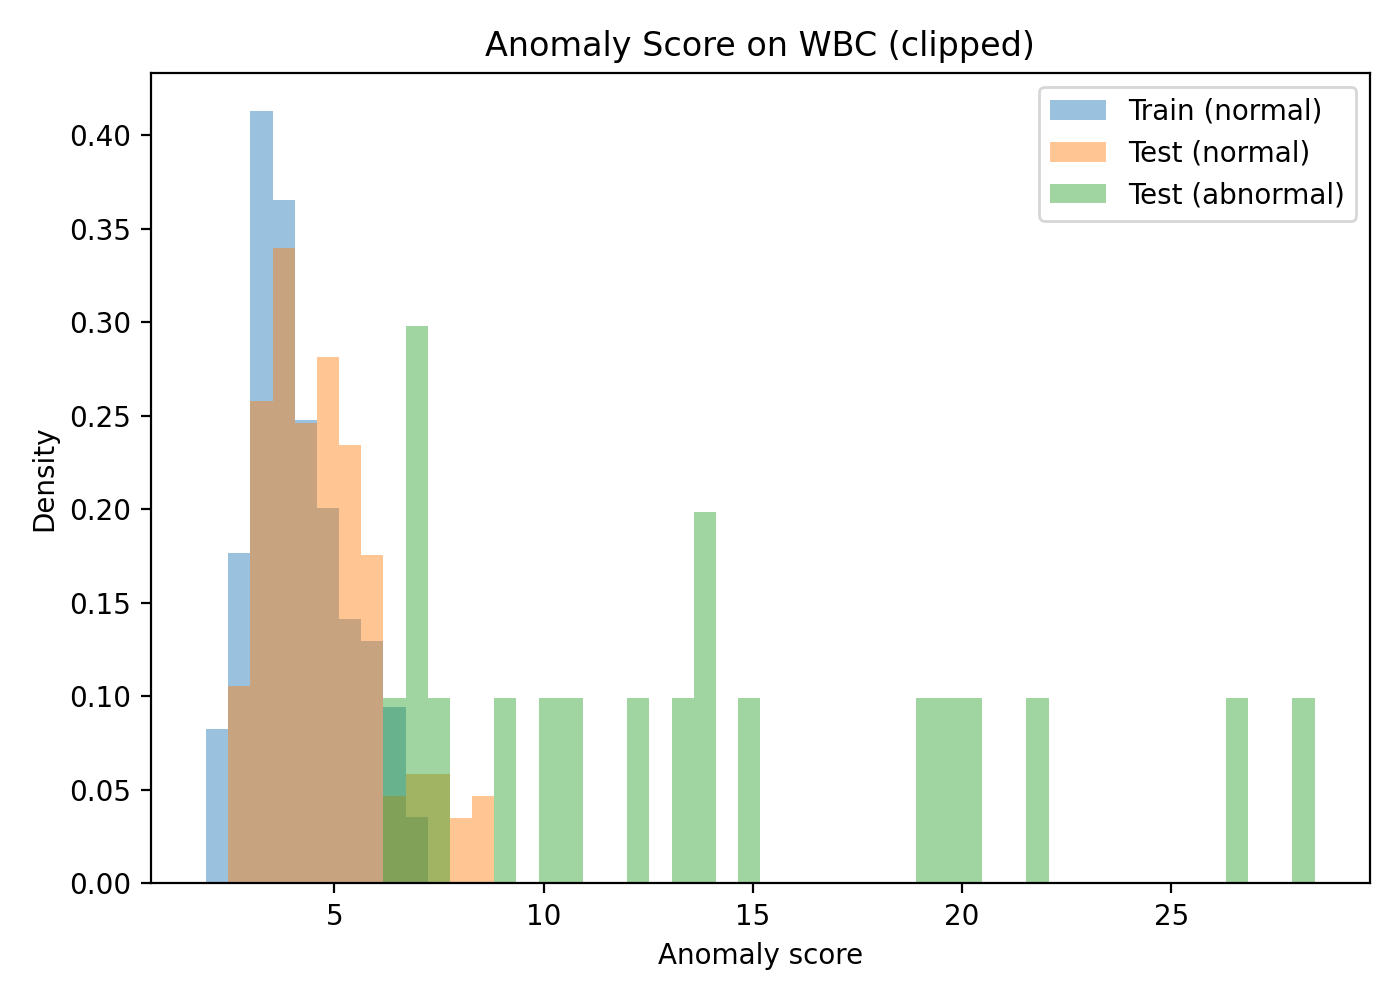 Anomaly Score on WBC (clipped)
Train (normal)
Test (normal)
Test (abnormal)
Density
0.40
0.35
0.30
0.25
0.20
0.15
0.10
0.05
0.00
5 10 15 20 25
Anomaly score